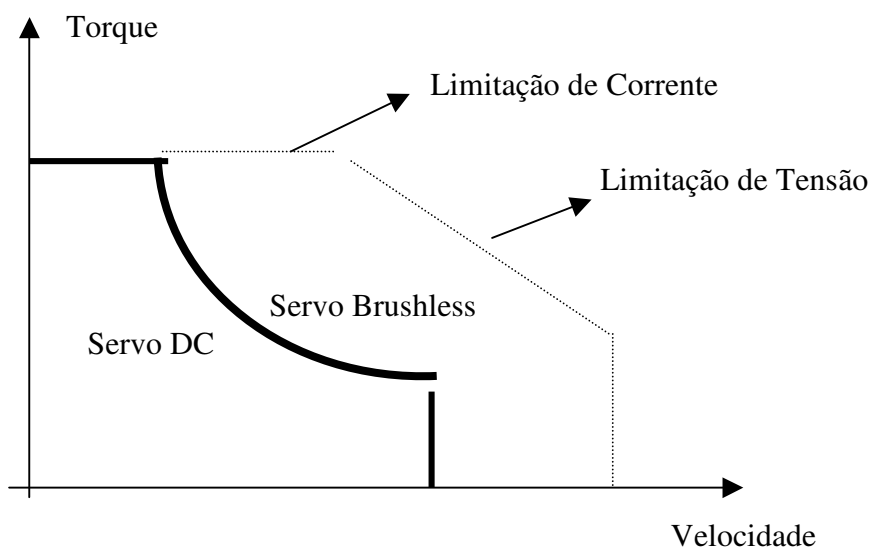 Torque
Limitação de Corrente
Limitação de Tensão
Servo Brushless
Servo DC
Velocidade